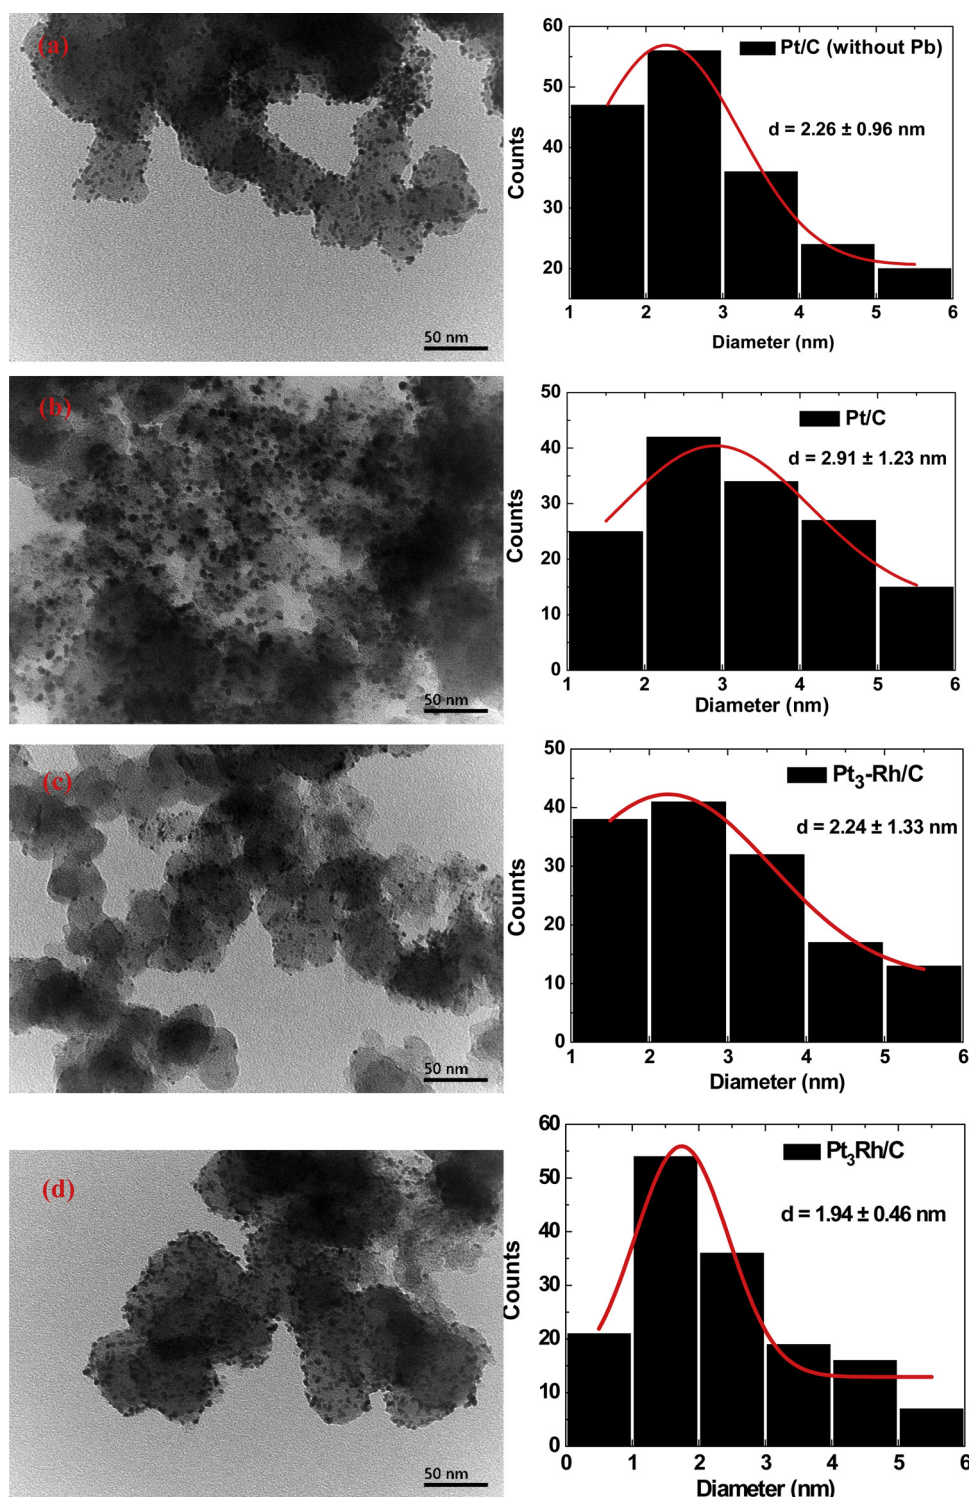 (a)
50 nm
60
50
40
30
20
Counts
Pt/C (without Pb)
d = 2.26 ± 0.96 nm
1 2 3 4 5 6
Diameter (nm)
(b)
50 nm
50
40
30
20
10
0
Counts
Pt/C
d = 2.91 ± 1.23 nm
1 2 3 4 5 6
Diameter (nm)
(c)
50 nm
50
40
30
20
10
0
Counts
Pt3-Rh/C
d = 2.24 ± 1.33 nm
1 2 3 4 5 6
Diameter (nm)
(d)
50 nm
60
50
40
30
20
10
0
Counts
Pt3Rh/C
d = 1.94 ± 0.46 nm
0 1 2 3 4 5 6
Diameter (nm)